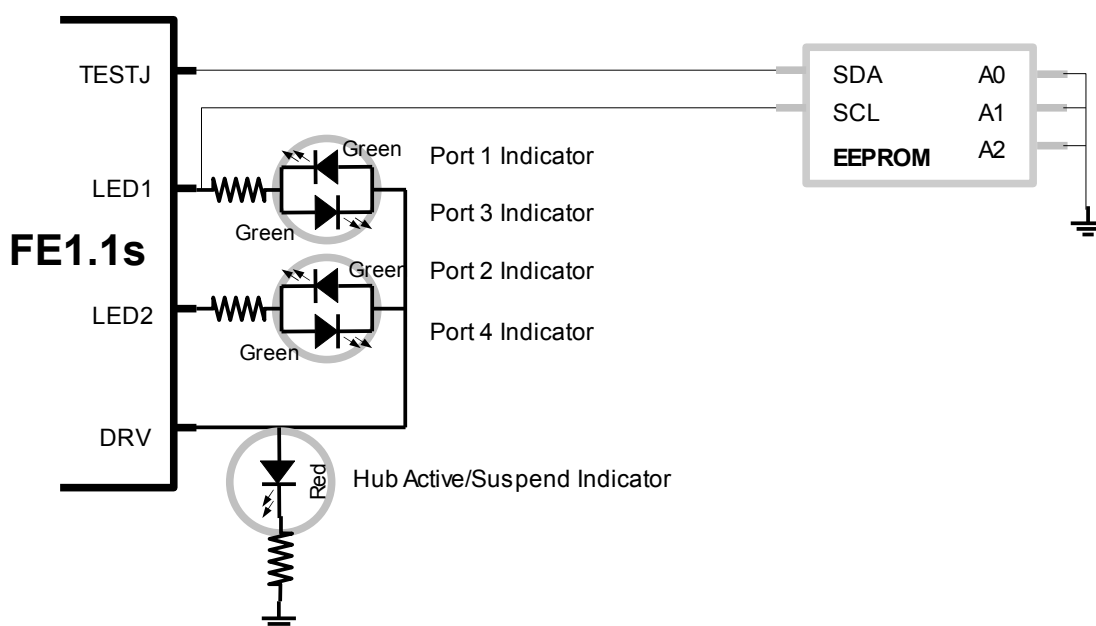 TESTJ
SDA A0
SCL A1
EEPROM A2
Green Port 1 Indicator
LED1
Port 3 Indicator
Green
FE1.1s
Green Port 2 Indicator
LED2
Port 4 Indicator
Green
DRV
Red
Hub Active/Suspend Indicator